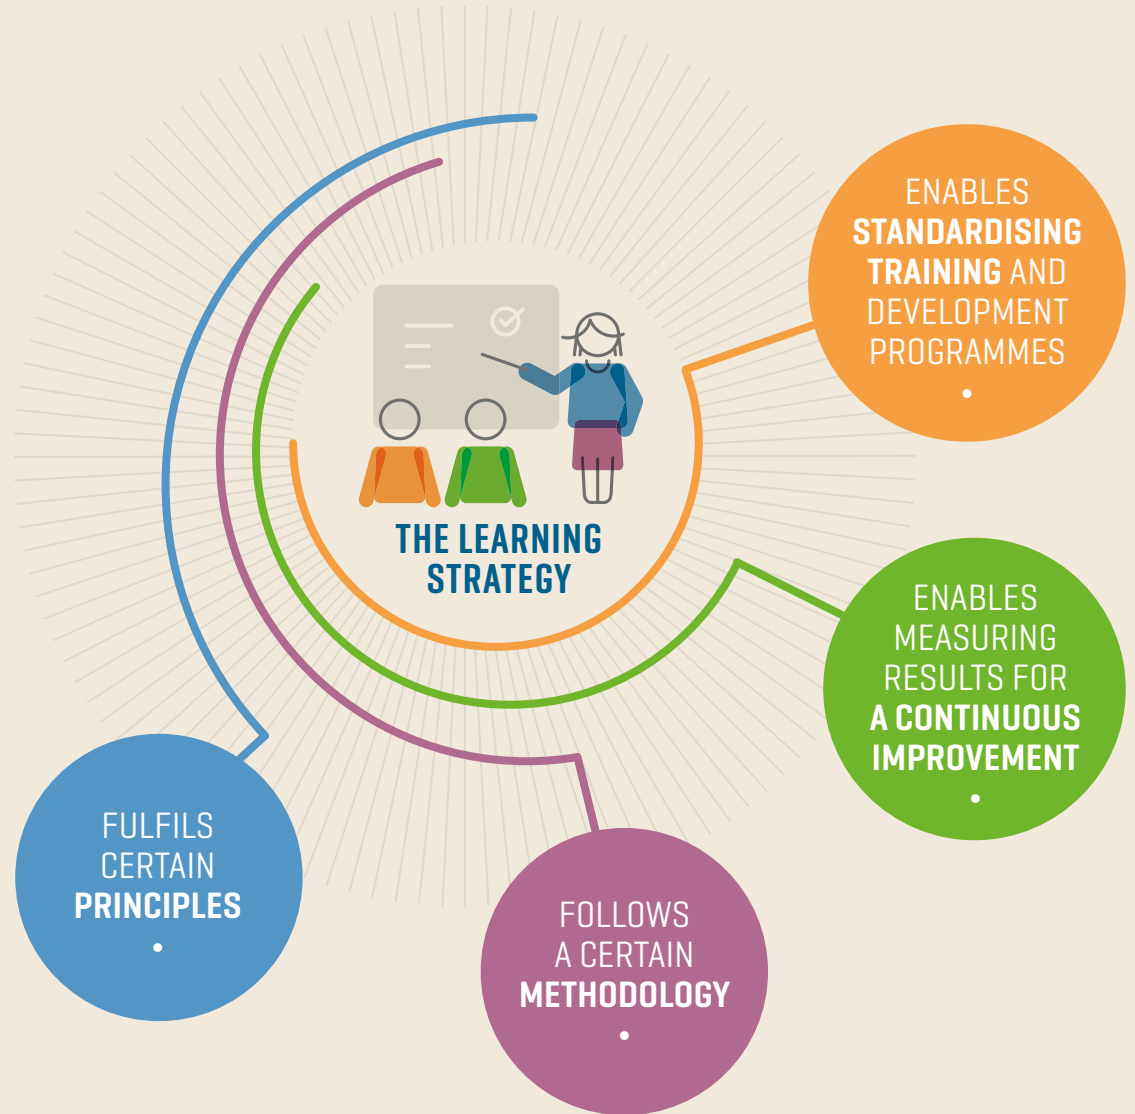 THE LEARNING
STRATEGY
ENABLES
STANDARDISING
TRAINING AND
DEVELOPMENT
PROGRAMMES
ENABLES
MEASURING
RESULTS FOR
A CONTINUOUS
IMPROVEMENT
FOLLOWS
A CERTAIN
METHODOLOGY
FULFILS
CERTAIN
PRINCIPLES